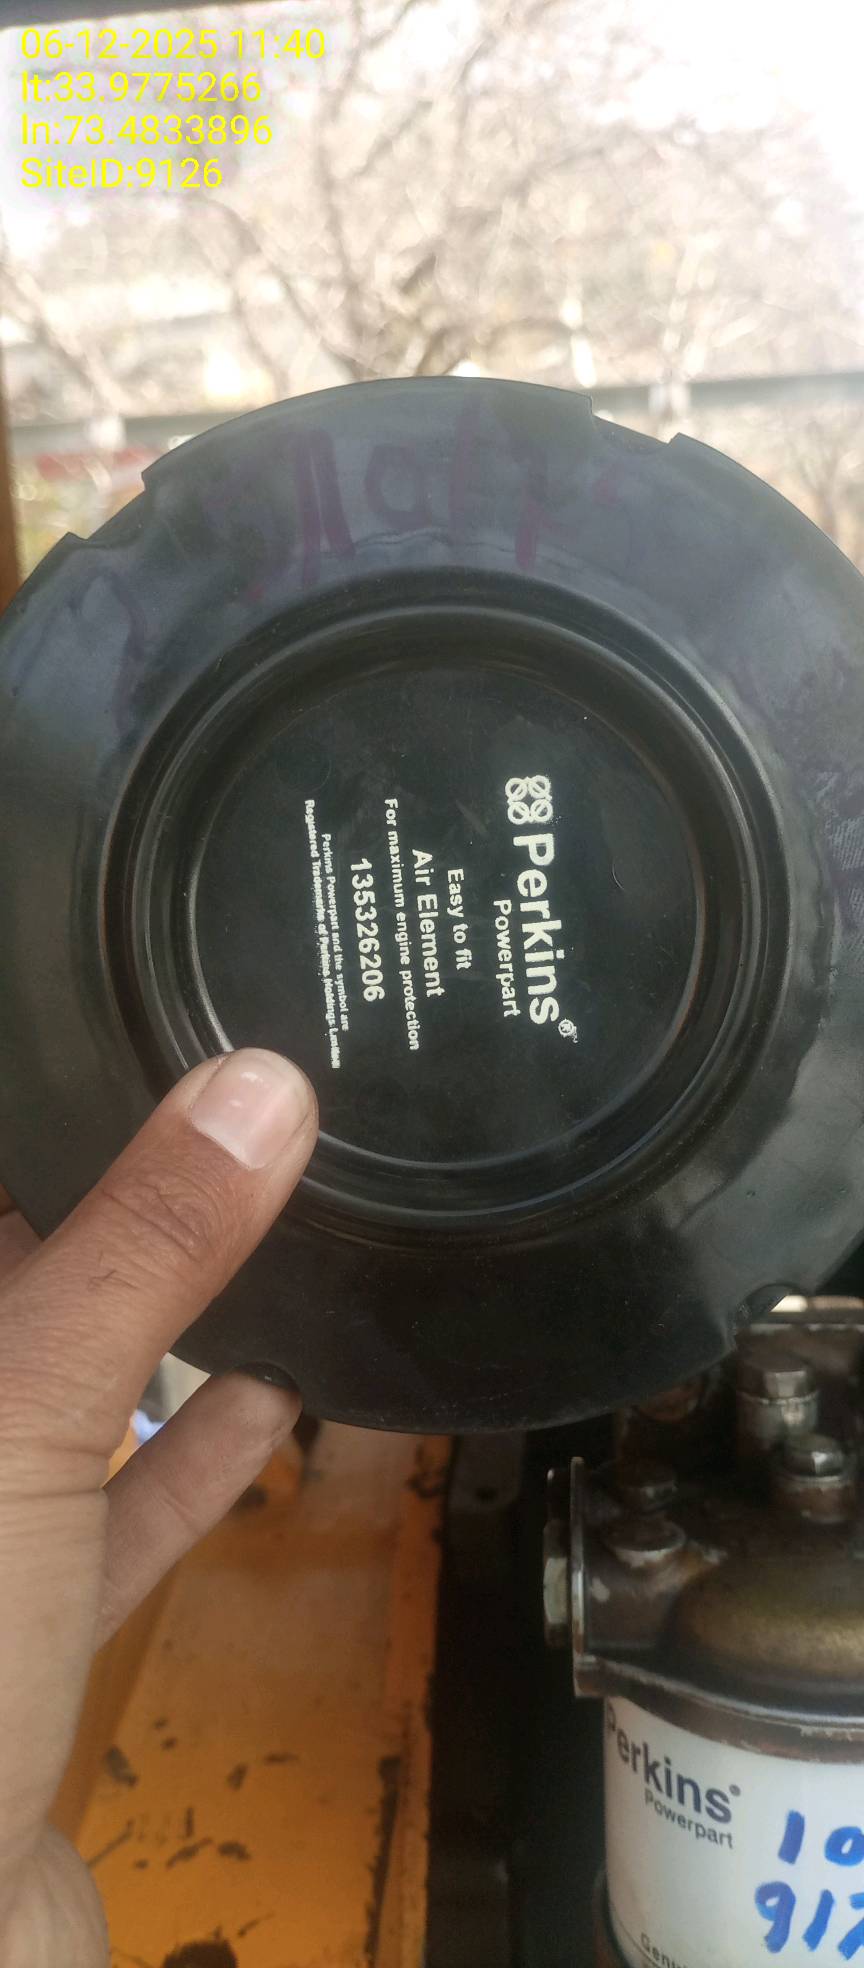 06-12-2025 11:40
lt:33.9775266
ln:73.4833896
SiteID:9126
Perkins®
Powerpart
Easy to fit
Air Element
For maximum engine protection
135326206
Perkins Powerpart and the symbol are
Registered Trademarks of Perkins Holdings Limited
Perkins®
Powerpart
10
912